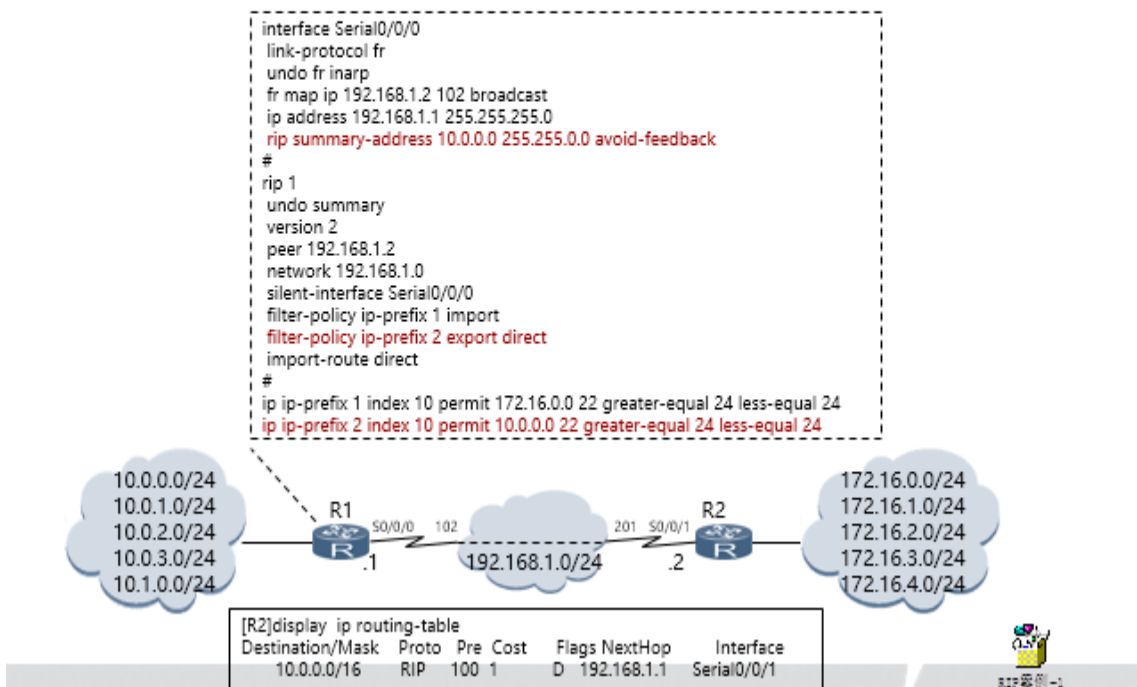 interface Serial0/0/0
link-protocol fr
undo fr inarp
fr map ip 192.168.1.2 102 broadcast
ip address 192.168.1.1 255.255.255.0
rip summary-address 10.0.0.0 255.255.0.0 avoid-feedback
#
rip 1
undo summary
version 2
peer 192.168.1.2
network 192.168.1.0
silent-interface Serial0/0/0
filter-policy ip-prefix 1 import
filter-policy ip-prefix 2 export direct
import-route direct
#
ip ip-prefix 1 index 10 permit 172.16.0.0 22 greater-equal 24 less-equal 24
ip ip-prefix 2 index 10 permit 10.0.0.0 22 greater-equal 24 less-equal 24
10.0.0.0/24
10.0.1.0/24
10.0.2.0/24
10.0.3.0/24
10.1.0.0/24
R1
S0/0/0
102
R
.1
192.168.1.0/24
201
S0/0/1
R2
R
.2
172.16.0.0/24
172.16.1.0/24
172.16.2.0/24
172.16.3.0/24
172.16.4.0/24
[R2]display ip routing-table
Destination/Mask Proto Pre Cost Flags NextHop Interface
10.0.0.0/16 RIP 100 1 D 192.168.1.1 Serial0/0/1
RIP案例-1